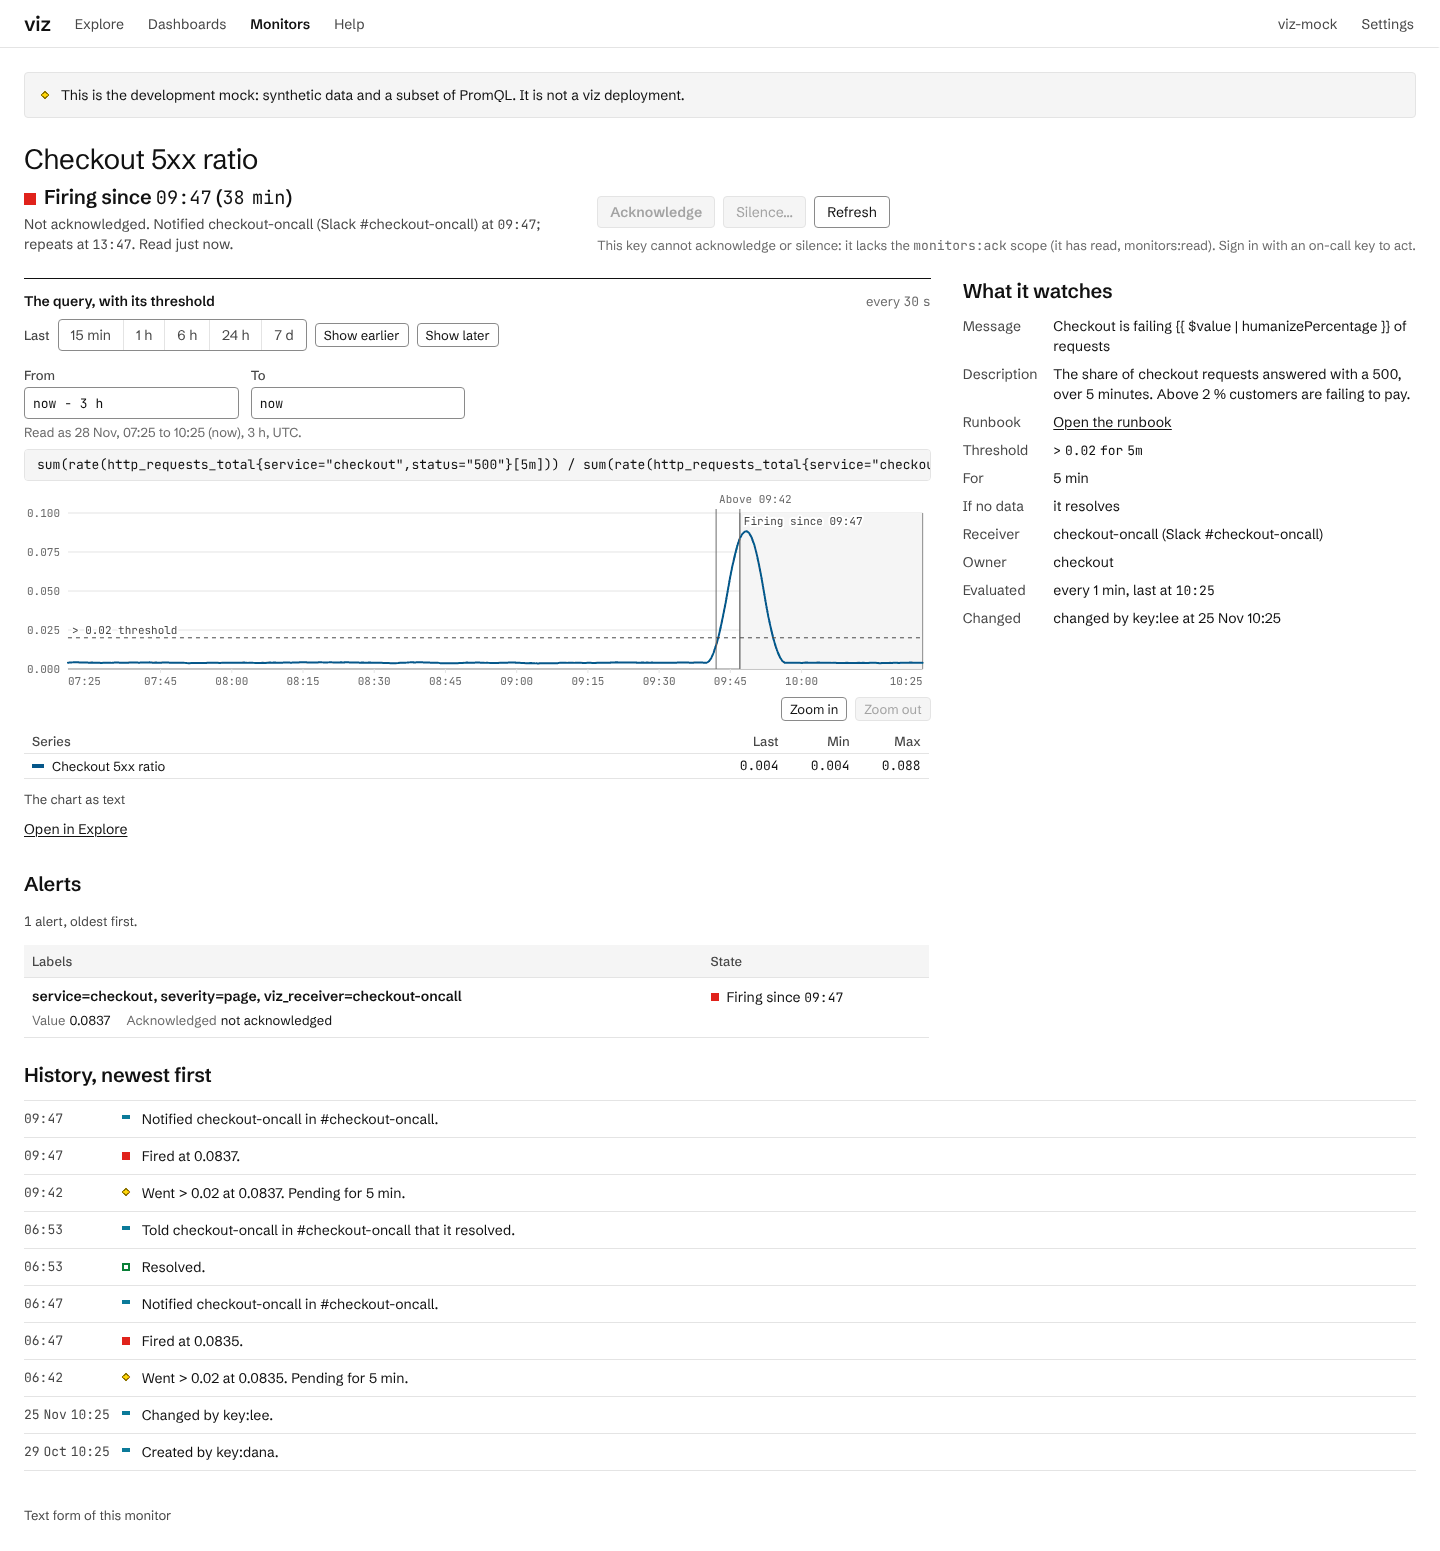 viz Explore Dashboards Monitors Help viz-mock Settings
This is the development mock: synthetic data and a subset of PromQL. It is not a viz deployment.
Checkout 5xx ratio
Firing since 09:47 (38 min)
Not acknowledged. Notified checkout-oncall (Slack #checkout-oncall) at 09:47;
repeats at 13:47. Read just now.
Acknowledge Silence... Refresh
This key cannot acknowledge or silence: it lacks the monitors:ack scope (it has read, monitors:read). Sign in with an on-call key to act.
The query, with its threshold every 30 s
Last 15 min 1 h 6 h 24 h 7 d Show earlier Show later
From To
now - 3 h now
Read as 28 Nov, 07:25 to 10:25 (now), 3 h, UTC.
sum(rate(http_requests_total{service="checkout",status="500"}[5m])) / sum(rate(http_requests_total{service="checkou
Above 09:42
0.100
Firing since 09:47
0.075
0.050
0.025 > 0.02 threshold
0.000
07:25 07:45 08:00 08:15 08:30 08:45 09:00 09:15 09:30 09:45 10:00 10:25
Zoom in Zoom out
Series Last Min Max
Checkout 5xx ratio 0.004 0.004 0.088
The chart as text
Open in Explore
What it watches
Message Checkout is failing {{ $value | humanizePercentage }} of
requests
Description The share of checkout requests answered with a 500,
over 5 minutes. Above 2 % customers are failing to pay.
Runbook Open the runbook
Threshold > 0.02 for 5m
For 5 min
If no data it resolves
Receiver checkout-oncall (Slack #checkout-oncall)
Owner checkout
Evaluated every 1 min, last at 10:25
Changed changed by key:lee at 25 Nov 10:25
Alerts
1 alert, oldest first.
Labels State
service=checkout, severity=page, viz_receiver=checkout-oncall Firing since 09:47
Value 0.0837 Acknowledged not acknowledged
History, newest first
09:47 Notified checkout-oncall in #checkout-oncall.
09:47 Fired at 0.0837.
09:42 Went > 0.02 at 0.0837. Pending for 5 min.
06:53 Told checkout-oncall in #checkout-oncall that it resolved.
06:53 Resolved.
06:47 Notified checkout-oncall in #checkout-oncall.
06:47 Fired at 0.0835.
06:42 Went > 0.02 at 0.0835. Pending for 5 min.
25 Nov 10:25 Changed by key:lee.
29 Oct 10:25 Created by key:dana.
Text form of this monitor